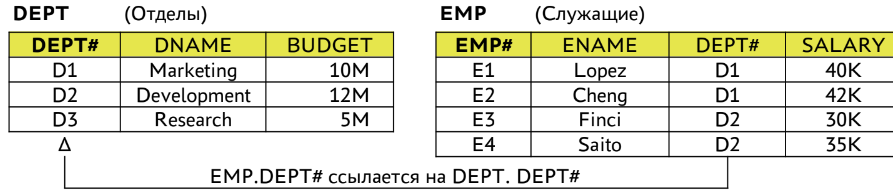 DEPT (Отделы) EMP (Служащие)
DEPT# DNAME BUDGET EMP# ENAME DEPT# SALARY
D1 Marketing 10M E1 Lopez D1 40K
D2 Development 12M E2 Cheng D1 42K
D3 Research 5M E3 Finci D2 30K
Δ E4 Saito D2 35K
EMP.DEPT# ссылается на DEPT. DEPT#